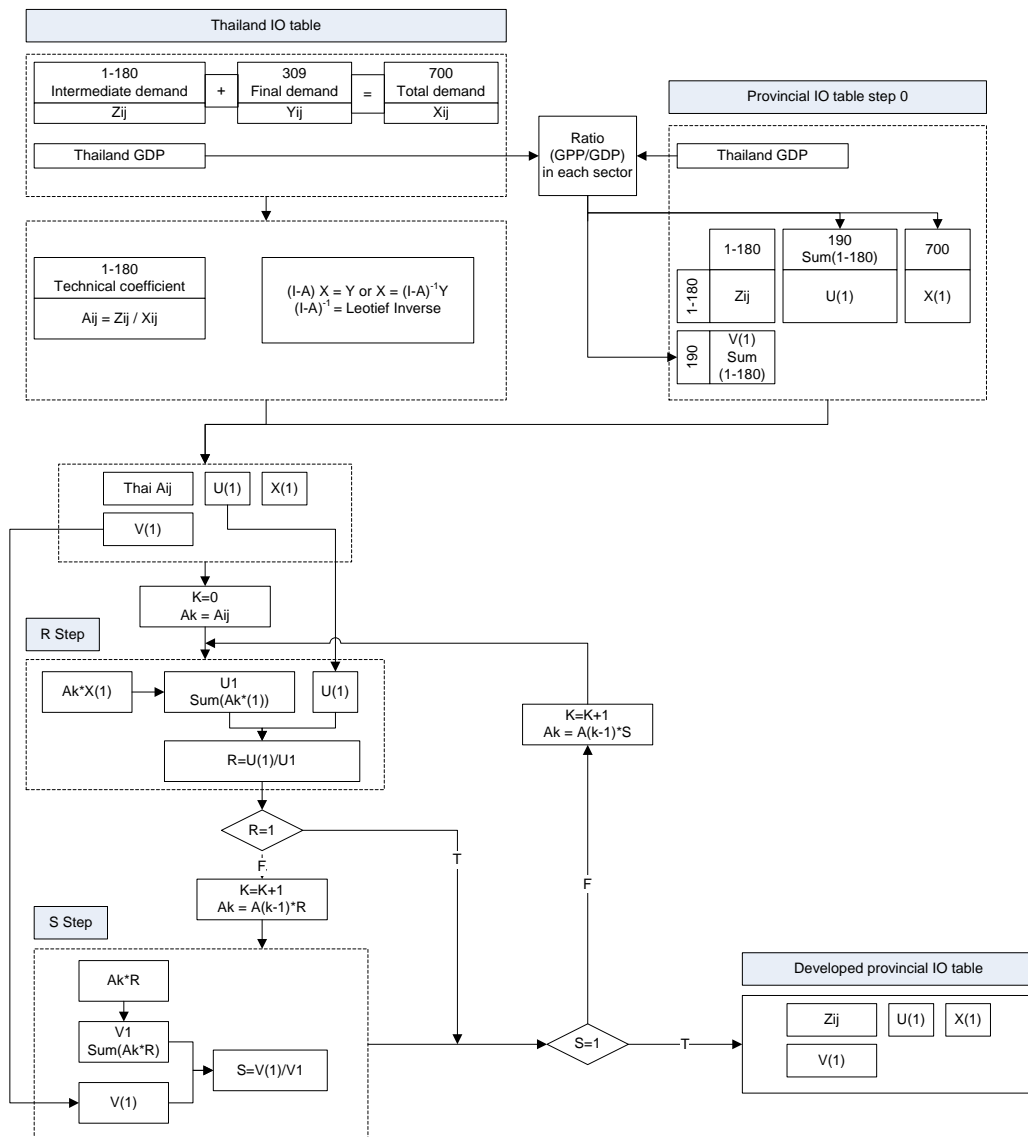 Thailand IO table
1-180
Intermediate demand
Zij
+
309
Final demand
Yij
=
700
Total demand
Xij
Thailand GDP
Ratio
(GPP/GDP)
in each sector
Provincial IO table step 0
Thailand GDP
1-180
190
Sum(1-180)
700
1-180
Zij
U(1)
X(1)
190
V(1)
Sum
(1-180)
1-180
Technical coefficient
Aij = Zij / Xij
(I-A) X = Y or X = (I-A)-1Y
(I-A)-1 = Leotief Inverse
Thai Aij
U(1)
X(1)
V(1)
K=0
Ak = Aij
R Step
Ak*X(1)
U1
Sum(Ak*(1))
U(1)
R=U(1)/U1
K=K+1
Ak = A(k-1)*S
R=1
T
F
K=K+1
Ak = A(k-1)*R
F
S Step
Ak*R
V1
Sum(Ak*R)
V(1)
S=V(1)/V1
S=1
T
Developed provincial IO table
Zij
U(1)
X(1)
V(1)